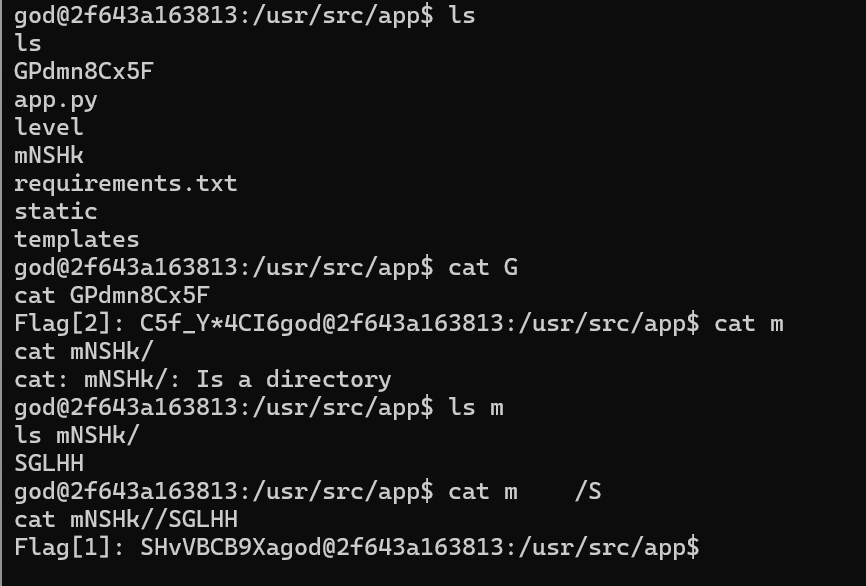 god@2f643a163813:/usr/src/app$ ls
ls
GPdmn8Cx5F
app.py
level
mNSHk
requirements.txt
static
templates
god@2f643a163813:/usr/src/app$ cat G
cat GPdmn8Cx5F
Flag[2]: C5f_Y*4CI6god@2f643a163813:/usr/src/app$ cat m
cat mNSHk/
cat: mNSHk/: Is a directory
god@2f643a163813:/usr/src/app$ ls m
ls mNSHk/
SGLHH
god@2f643a163813:/usr/src/app$ cat m    /S
cat mNSHk//SGLHH
Flag[1]: SHvVBCB9Xagod@2f643a163813:/usr/src/app$